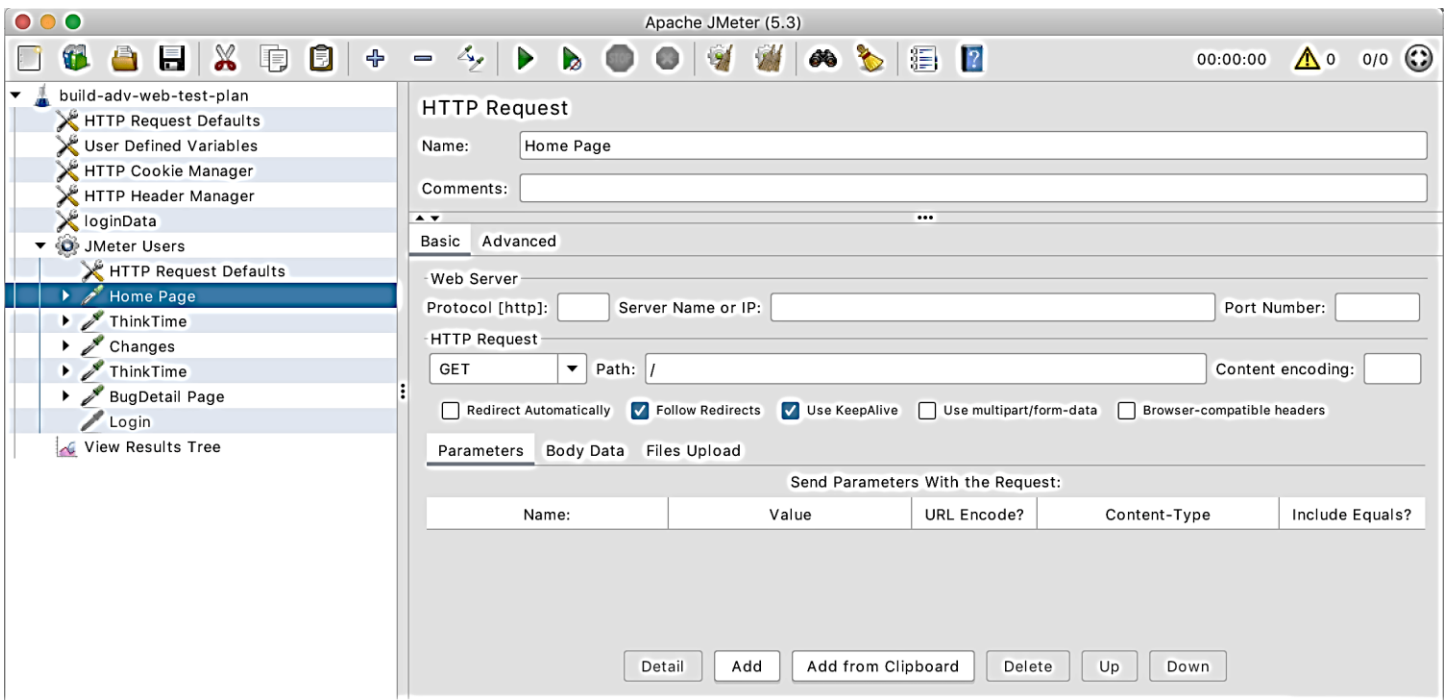 Apache JMeter (5.3)
00:00:00 0 0/0
build-adv-web-test-plan
HTTP Request Defaults
User Defined Variables
HTTP Cookie Manager
HTTP Header Manager
loginData
JMeter Users
HTTP Request Defaults
Home Page
ThinkTime
Changes
ThinkTime
BugDetail Page
Login
View Results Tree
HTTP Request
Name: Home Page
Comments:
Basic Advanced
Web Server
Protocol [http]: Server Name or IP: Port Number:
HTTP Request
GET Path: / Content encoding:
Redirect Automatically Follow Redirects Use KeepAlive Use multipart/form-data Browser-compatible headers
Parameters Body Data Files Upload
Send Parameters With the Request:
Name: Value URL Encode? Content-Type Include Equals?
Detail Add Add from Clipboard Delete Up Down